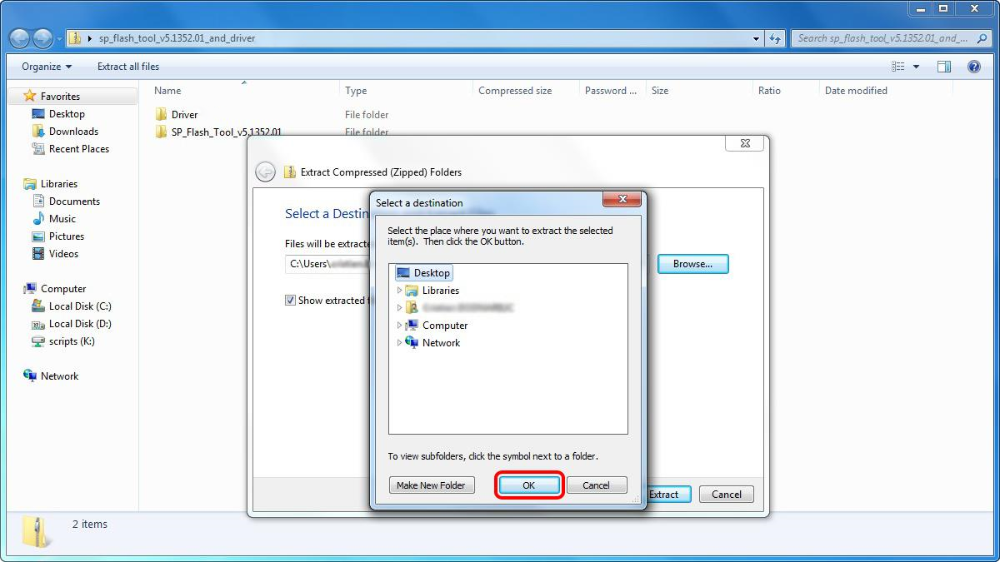 sp_flash_tool_v5.1352.01_and_driver
Search sp_flash_tool_v5.1352.01_and_...
Organize
Extract all files
Favorites
Desktop
Downloads
Recent Places
Libraries
Documents
Music
Pictures
Videos
Computer
Local Disk (C:)
Local Disk (D:)
scripts (K:)
Network
Name
Type
Compressed size
Password ...
Size
Ratio
Date modified
Driver
File folder
SP_Flash_Tool_v5.1352.01
File folder
Extract Compressed (Zipped) Folders
Select a Destin
Files will be extracte
C:\Users\
Browse...
Show extracted f
Extract
Cancel
Select a destination
Select the place where you want to extract the selected
item(s). Then click the OK button.
Desktop
Libraries
Computer
Network
To view subfolders, click the symbol next to a folder.
Make New Folder
OK
Cancel
2 items